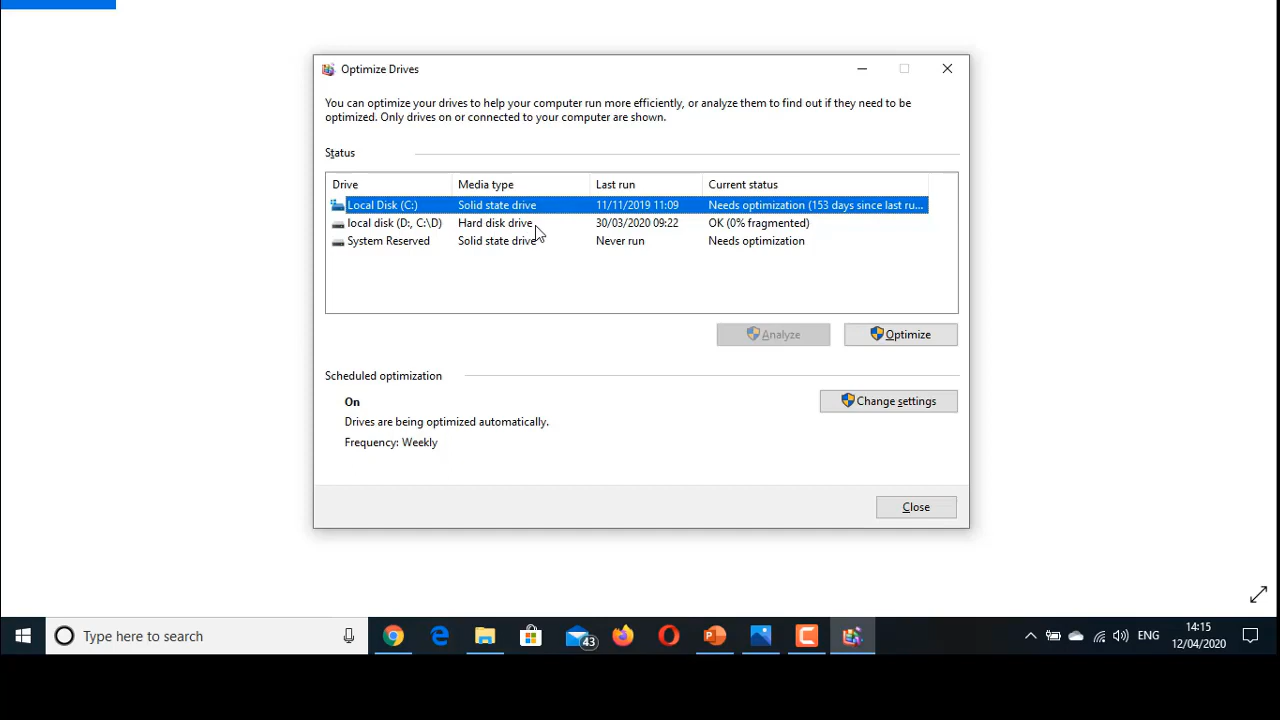 Optimize Drives
You can optimize your drives to help your computer run more efficiently, or analyze them to find out if they need to be
optimized. Only drives on or connected to your computer are shown.
Status
Drive Media type Last run Current status
Local Disk (C:) Solid state drive 11/11/2019 11:09 Needs optimization (153 days since last ru...
local disk (D:, C:\D) Hard disk drive 30/03/2020 09:22 OK (0% fragmented)
System Reserved Solid state drive Never run Needs optimization
Analyze Optimize
Scheduled optimization
On
Change settings
Drives are being optimized automatically.
Frequency: Weekly
Close
Type here to search
43
ENG
14:15
12/04/2020